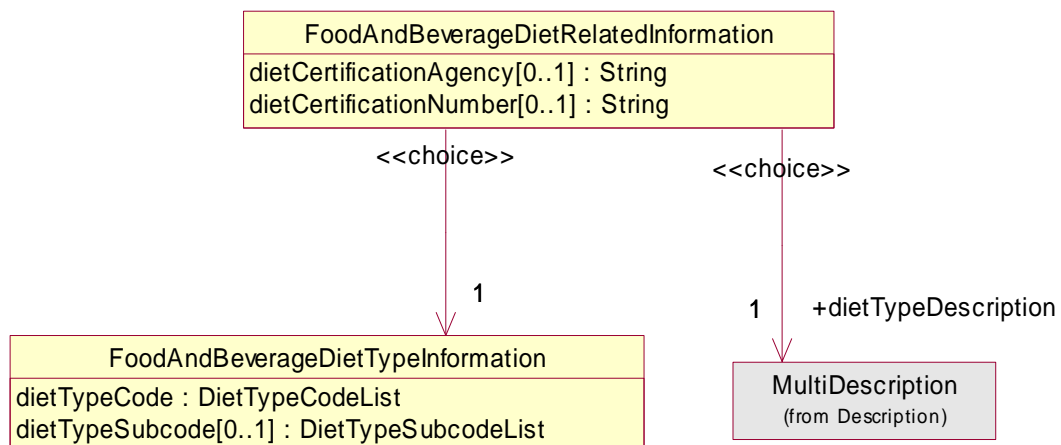 FoodAndBeverageDietRelatedInformation
dietCertificationAgency[0..1] : String
dietCertificationNumber[0..1] : String
<<choice>>
<<choice>>
1
1
+dietTypeDescription
FoodAndBeverageDietTypeInformation
dietTypeCode : DietTypeCodeList
dietTypeSubcode[0..1] : DietTypeSubcodeList
MultiDescription
(from Description)